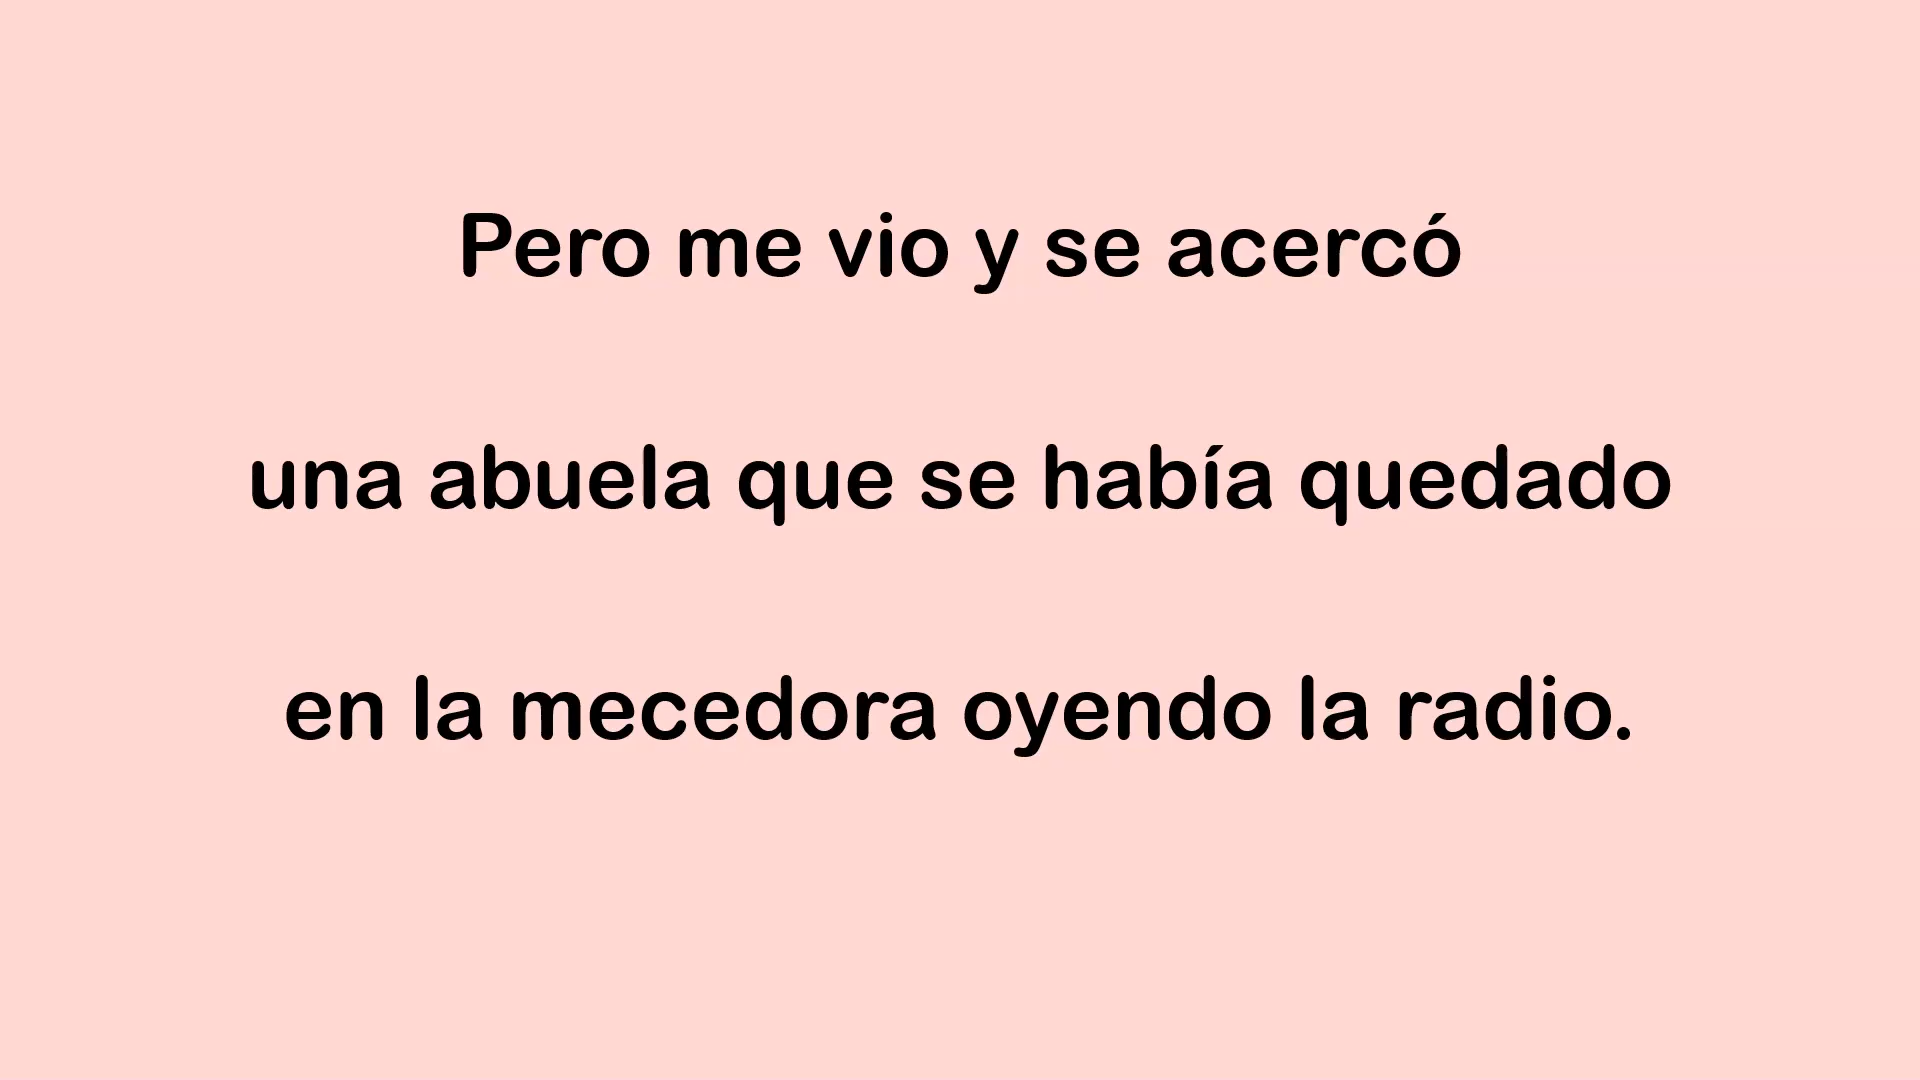 Pero me vio y se acercó
una abuela que se había quedado
en la mecedora oyendo la radio.